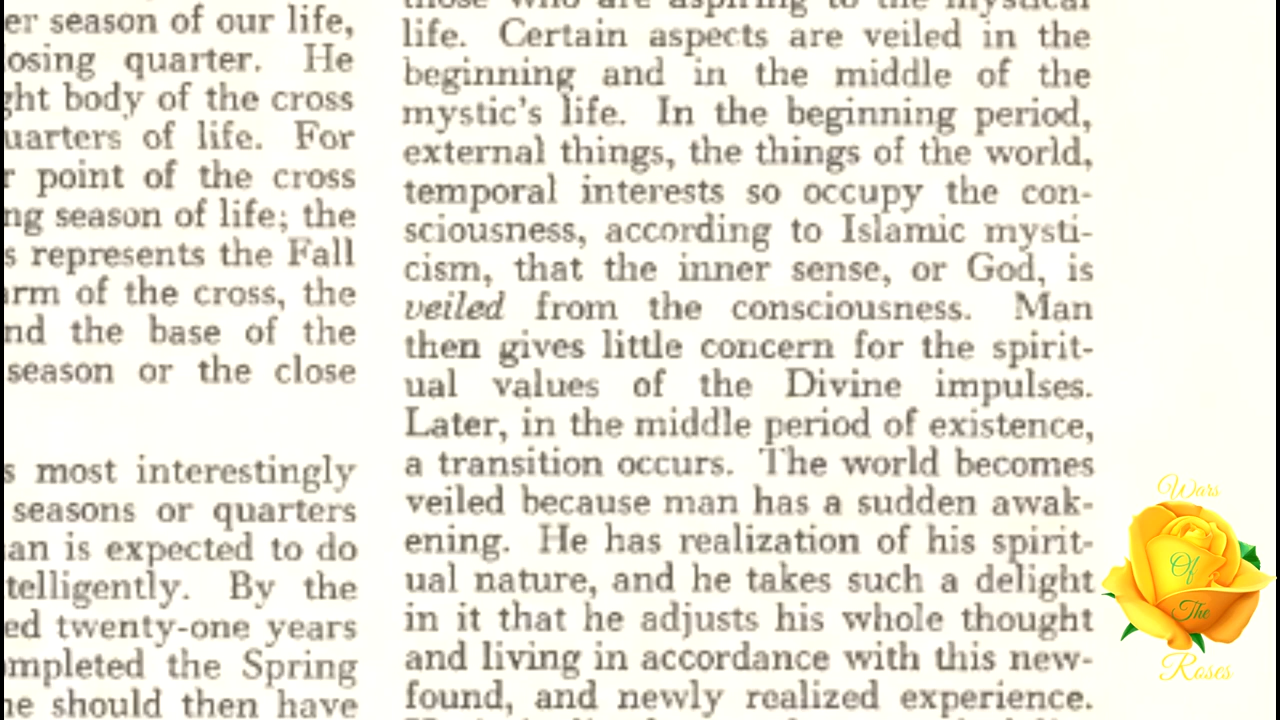 er season of our life,
osing quarter. He
ght body of the cross
uarters of life. For
r point of the cross
ng season of life; the
s represents the Fall
arm of the cross, the
nd the base of the
season or the close
s most interestingly
seasons or quarters
an is expected to do
telligently. By the
ed twenty-one years
ompleted the Spring
he should then have
those who are aspiring to the mystical
life. Certain aspects are veiled in the
beginning and in the middle of the
mystic's life. In the beginning period,
external things, the things of the world,
temporal interests so occupy the con-
sciousness, according to Islamic mysti-
cism, that the inner sense, or God, is
veiled from the consciousness. Man
then gives little concern for the spirit-
ual values of the Divine impulses.
Later, in the middle period of existence,
a transition occurs. The world becomes
veiled because man has a sudden awak-
ening. He has realization of his spirit-
ual nature, and he takes such a delight
in it that he adjusts his whole thought
and living in accordance with this new-
found, and newly realized experience.
Wars
Of
The
Roses